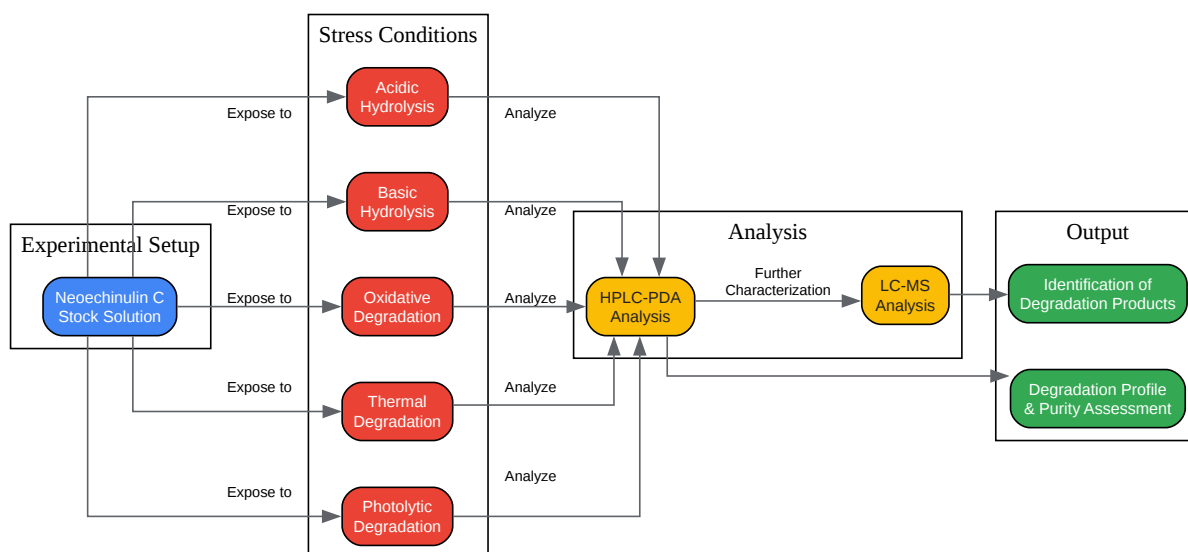 Stress Conditions
Acidic
Hydrolysis
Expose to
Analyze
Basic
Hydrolysis
Expose to
Analyze
Experimental Setup
Analysis
Output
Neoechinulin C
Stock Solution
Expose to
Oxidative
Degradation
Analyze
HPLC-PDA
Analysis
Further
Characterization
LC-MS
Analysis
Identification of
Degradation Products
Expose to
Thermal
Degradation
Analyze
Degradation Profile
& Purity Assessment
Expose to
Photolytic
Degradation
Analyze